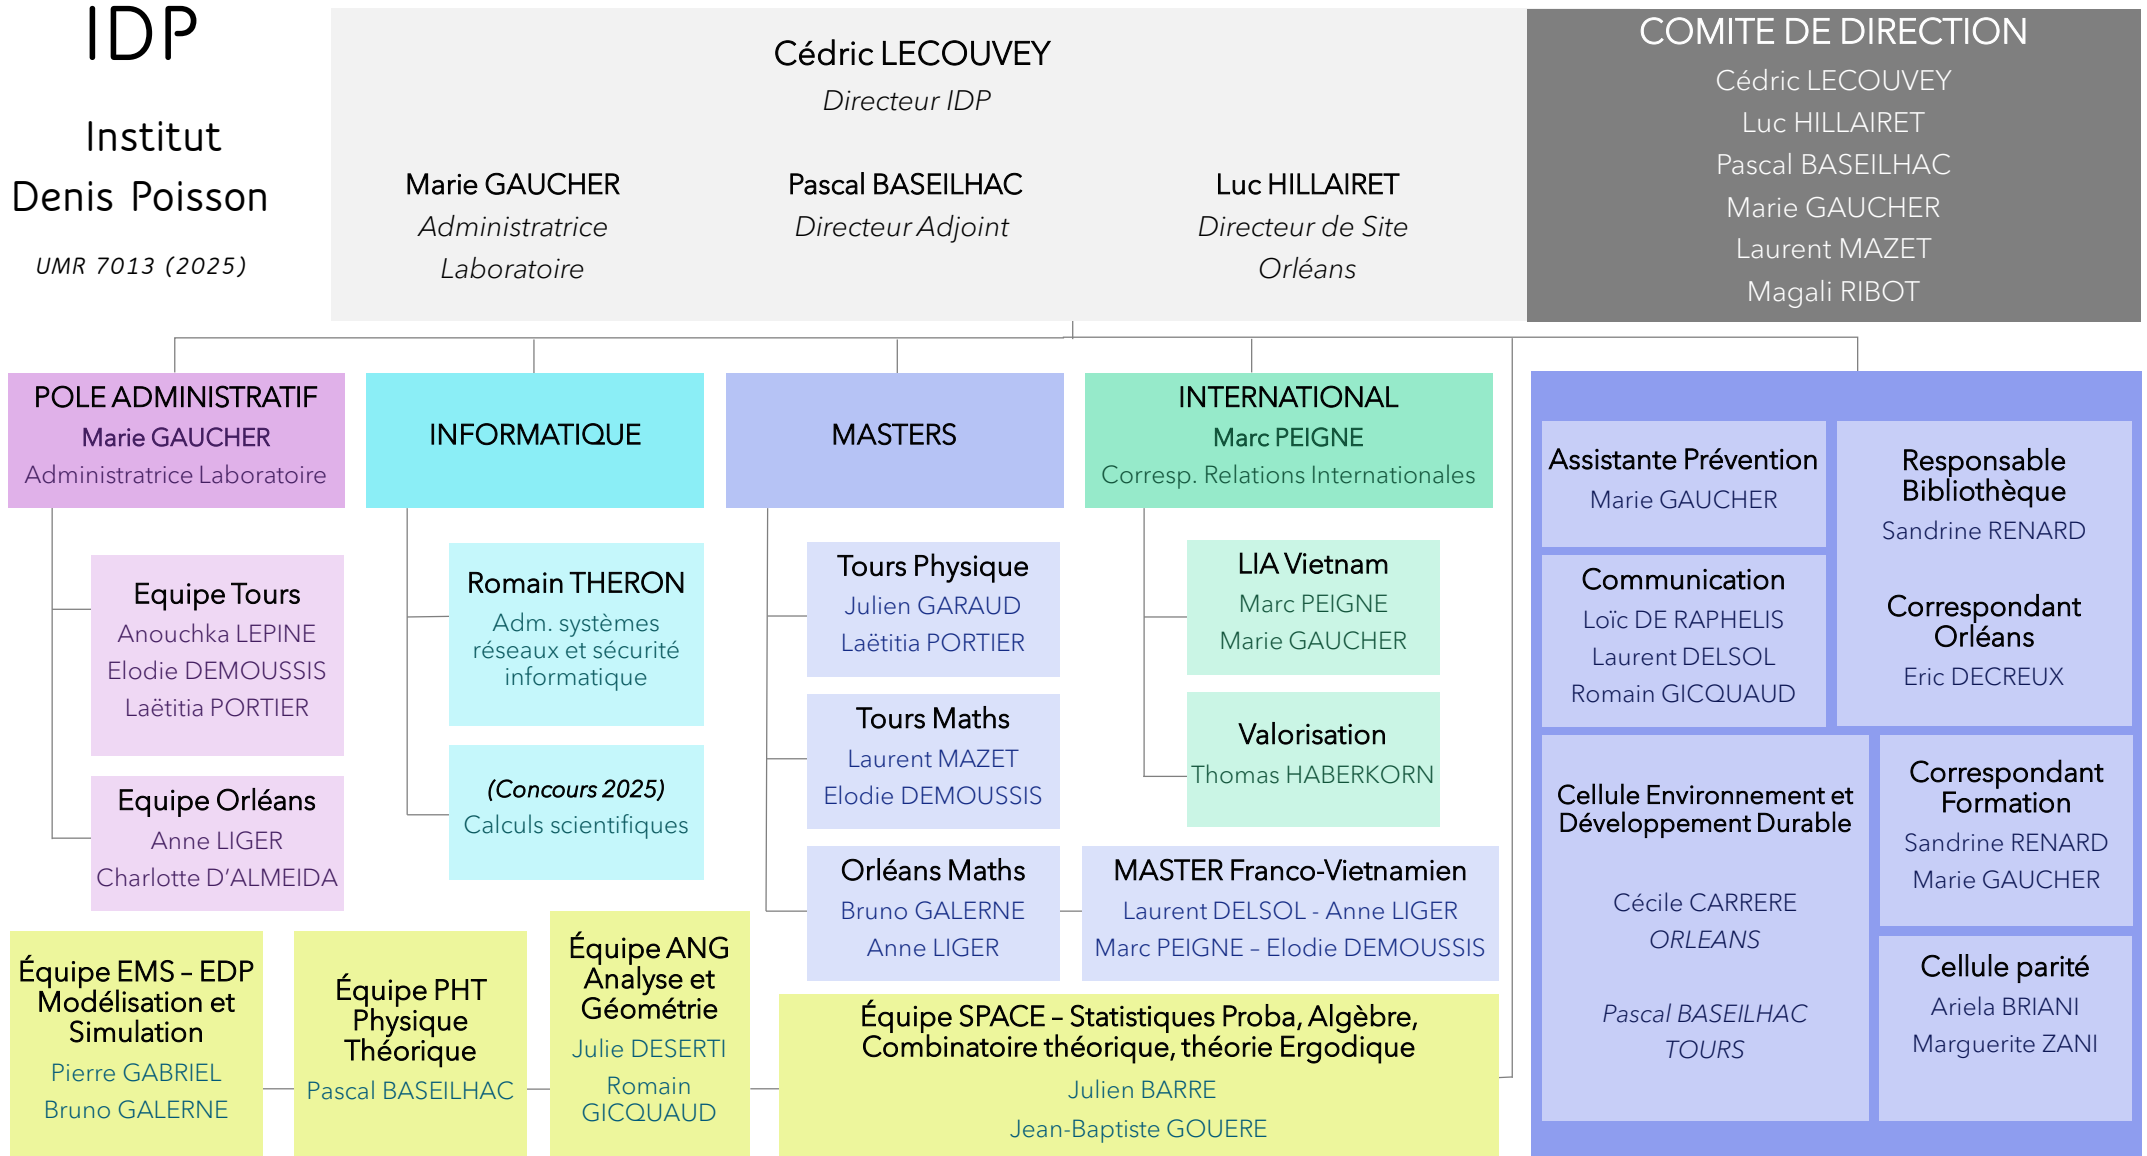 IDP
Institut
Denis Poisson
UMR 7013 (2025)
Cédric LECOUVEY
Directeur IDP
Marie GAUCHER
Administratrice
Laboratoire
Pascal BASEILHAC
Directeur Adjoint
Luc HILLAIRET
Directeur de Site
Orléans
COMITE DE DIRECTION
Cédric LECOUVEY
Luc HILLAIRET
Pascal BASEILHAC
Marie GAUCHER
Laurent MAZET
Magali RIBOT
POLE ADMINISTRATIF
Marie GAUCHER
Administratrice Laboratoire
Equipe Tours
Anouchka LEPINE
Elodie DEMOUSSIS
Laëtitia PORTIER
Equipe Orléans
Anne LIGER
Charlotte D'ALMEIDA
INFORMATIQUE
Romain THERON
Adm. systèmes
réseaux et sécurité
informatique
(Concours 2025)
Calculs scientifiques
MASTERS
Tours Physique
Julien GARAUD
Laëtitia PORTIER
Tours Maths
Laurent MAZET
Elodie DEMOUSSIS
Orléans Maths
Bruno GALERNE
Anne LIGER
MASTER Franco-Vietnamien
Laurent DELSOL - Anne LIGER
Marc PEIGNE – Elodie DEMOUSSIS
INTERNATIONAL
Marc PEIGNE
Corresp. Relations Internationales
LIA Vietnam
Marc PEIGNE
Marie GAUCHER
Valorisation
Thomas HABERKORN
Assistante Prévention
Marie GAUCHER
Communication
Loïc DE RAPHELIS
Laurent DELSOL
Romain GICQUAUD
Responsable
Bibliothèque
Sandrine RENARD
Correspondant
Orléans
Eric DECREUX
Cellule Environnement et
Développement Durable
Cécile CARRERE
ORLEANS
Pascal BASEILHAC
TOURS
Correspondant
Formation
Sandrine RENARD
Marie GAUCHER
Cellule parité
Ariela BRIANI
Marguerite ZANI
Équipe EMS – EDP
Modélisation et
Simulation
Pierre GABRIEL
Bruno GALERNE
Équipe PHT
Physique
Théorique
Pascal BASEILHAC
Équipe ANG
Analyse et
Géométrie
Julie DESERTI
Romain
GICQUAUD
Équipe SPACE – Statistiques Proba, Algèbre,
Combinatoire théorique, théorie Ergodique
Julien BARRE
Jean-Baptiste GOUERE